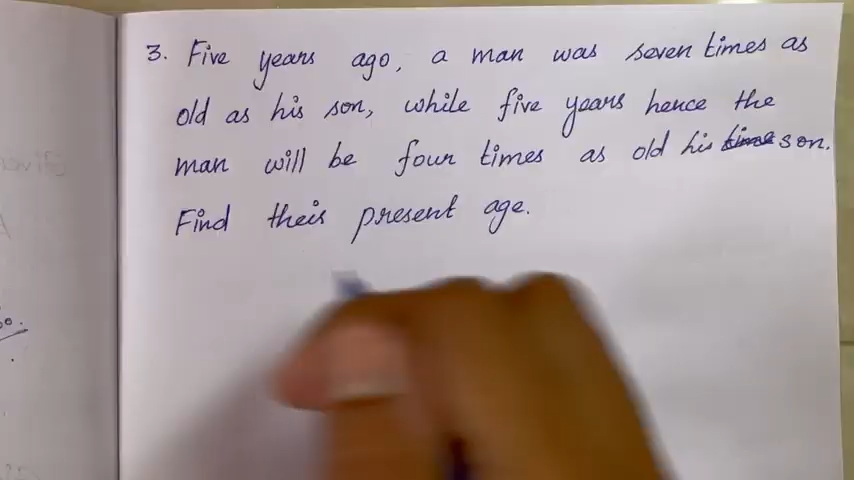 3. Five years ago, a man was seven times as
old as his son, while five years hence the
man will be four times as old his time son.
Find their present age.